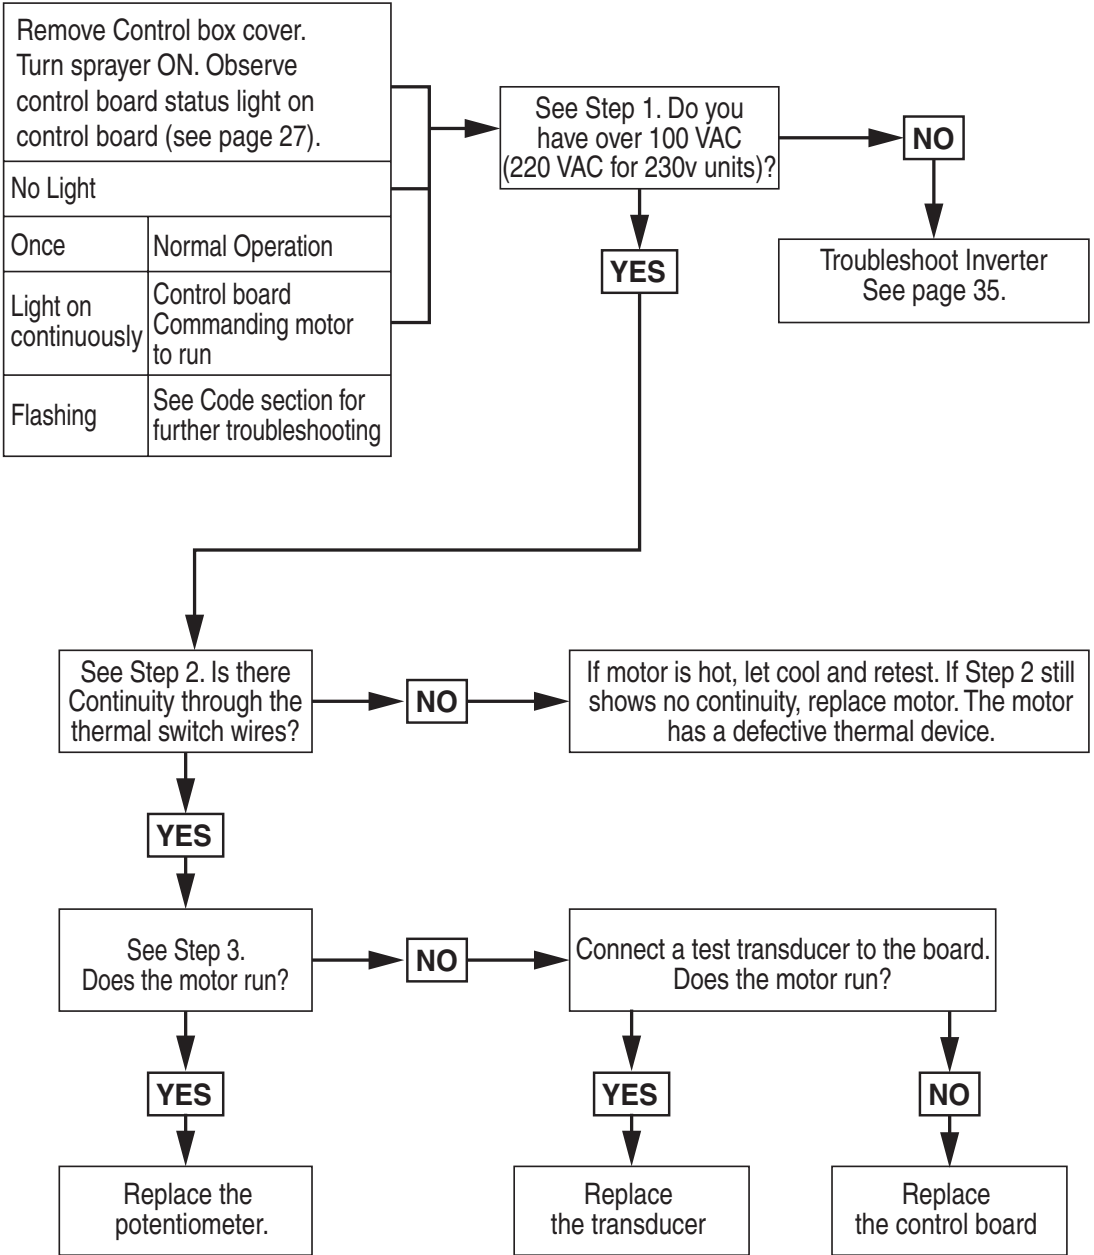 Remove Control box cover.
Turn sprayer ON. Observe
control board status light on
control board (see page 27).
No Light
Once
Normal Operation
Light on
continuously
Control board
Commanding motor
to run
Flashing
See Code section for
further troubleshooting
See Step 1. Do you
have over 100 VAC
(220 VAC for 230v units)?
NO
Troubleshoot Inverter
See page 35.
YES
See Step 2. Is there
Continuity through the
thermal switch wires?
NO
If motor is hot, let cool and retest. If Step 2 still
shows no continuity, replace motor. The motor
has a defective thermal device.
YES
See Step 3.
Does the motor run?
NO
Connect a test transducer to the board.
Does the motor run?
YES
YES
NO
Replace the
potentiometer.
Replace
the transducer
Replace
the control board